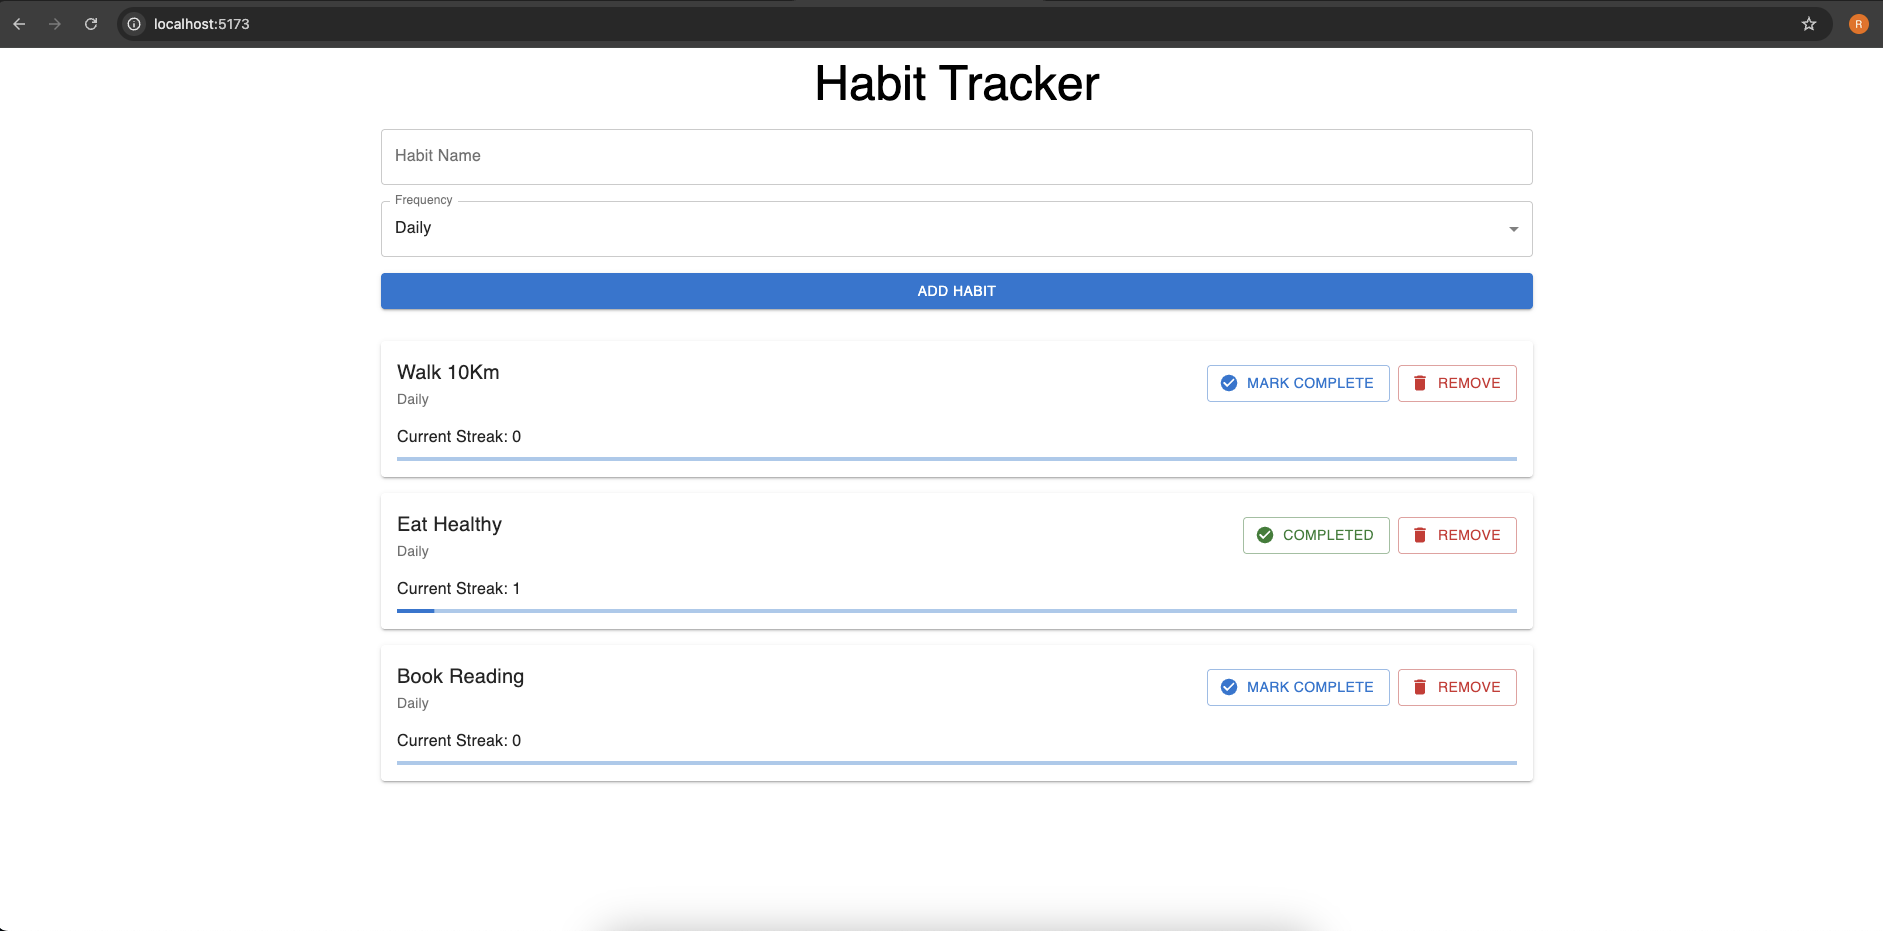 localhost:5173
R
Habit Tracker
Habit Name
Frequency
Daily
ADD HABIT
Walk 10Km
MARK COMPLETE
REMOVE
Daily
Current Streak: 0
Eat Healthy
COMPLETED
REMOVE
Daily
Current Streak: 1
Book Reading
MARK COMPLETE
REMOVE
Daily
Current Streak: 0